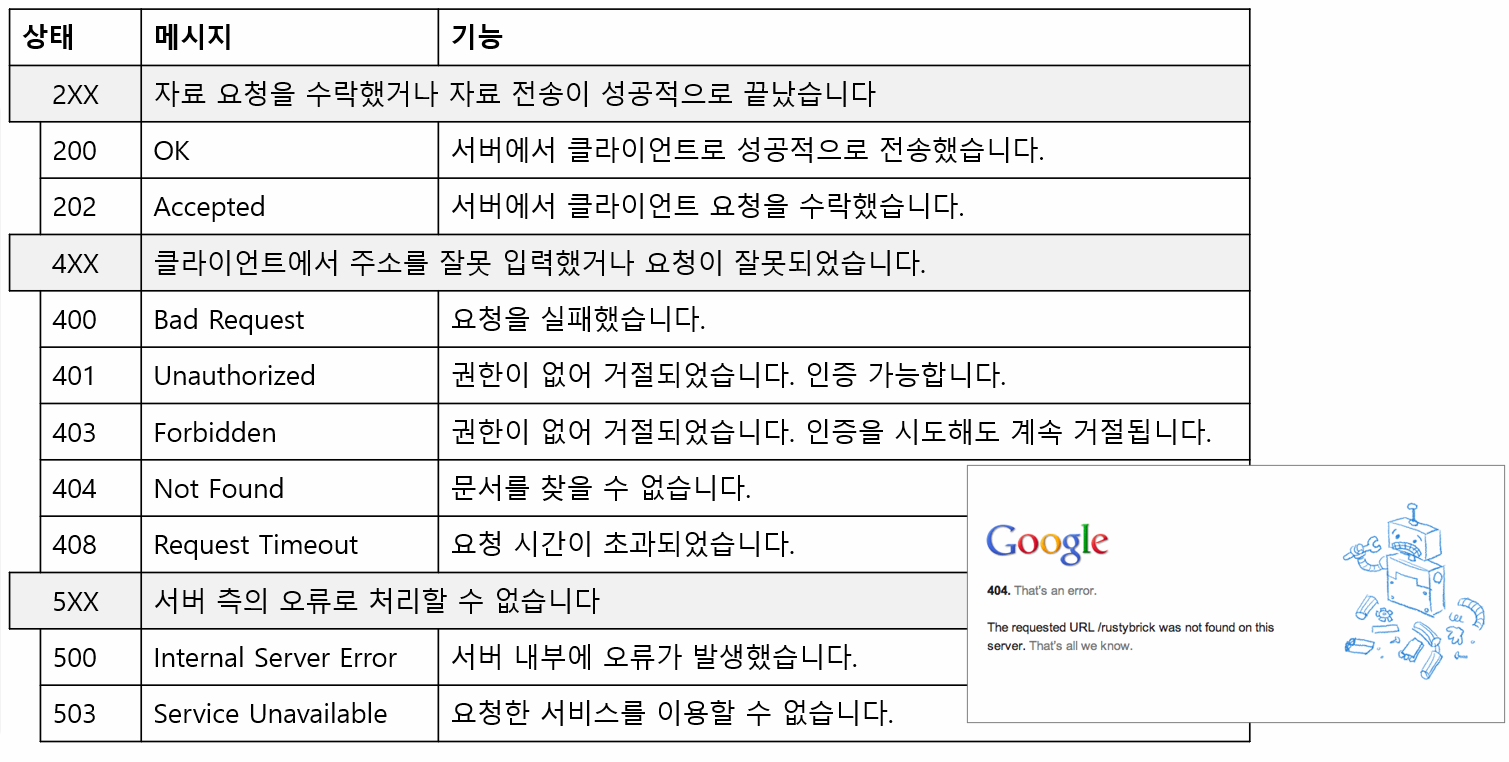 상태 메시지 기능
2XX 자료 요청을 수락했거나 자료 전송이 성공적으로 끝났습니다
200 OK 서버에서 클라이언트로 성공적으로 전송했습니다.
202 Accepted 서버에서 클라이언트 요청을 수락했습니다.
4XX 클라이언트에서 주소를 잘못 입력했거나 요청이 잘못되었습니다.
400 Bad Request 요청을 실패했습니다.
401 Unauthorized 권한이 없어 거절되었습니다. 인증 가능합니다.
403 Forbidden 권한이 없어 거절되었습니다. 인증을 시도해도 계속 거절됩니다.
404 Not Found 문서를 찾을 수 없습니다.
408 Request Timeout 요청 시간이 초과되었습니다.
5XX 서버 측의 오류로 처리할 수 없습니다
500 Internal Server Error 서버 내부에 오류가 발생했습니다.
503 Service Unavailable 요청한 서비스를 이용할 수 없습니다.
Google
404. That's an error.
The requested URL /rustybrick was not found on this
server. That's all we know.